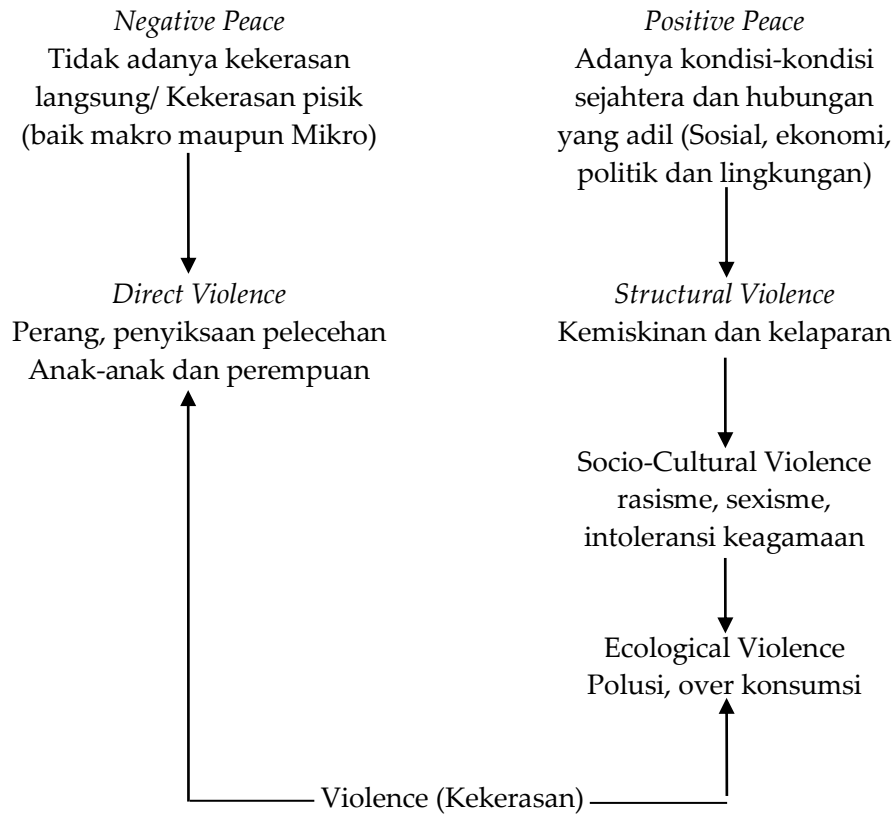 Negative Peace
Tidak adanya kekerasan
langsung/ Kekerasan pisik
(baik makro maupun Mikro)
Positive Peace
Adanya kondisi-kondisi
sejahtera dan hubungan
yang adil (Sosial, ekonomi,
politik dan lingkungan)
Direct Violence
Perang, penyiksaan pelecehan
Anak-anak dan perempuan
Structural Violence
Kemiskinan dan kelaparan
Socio-Cultural Violence
rasisme, sexisme,
intoleransi keagamaan
Ecological Violence
Polusi, over konsumsi
Violence (Kekerasan)